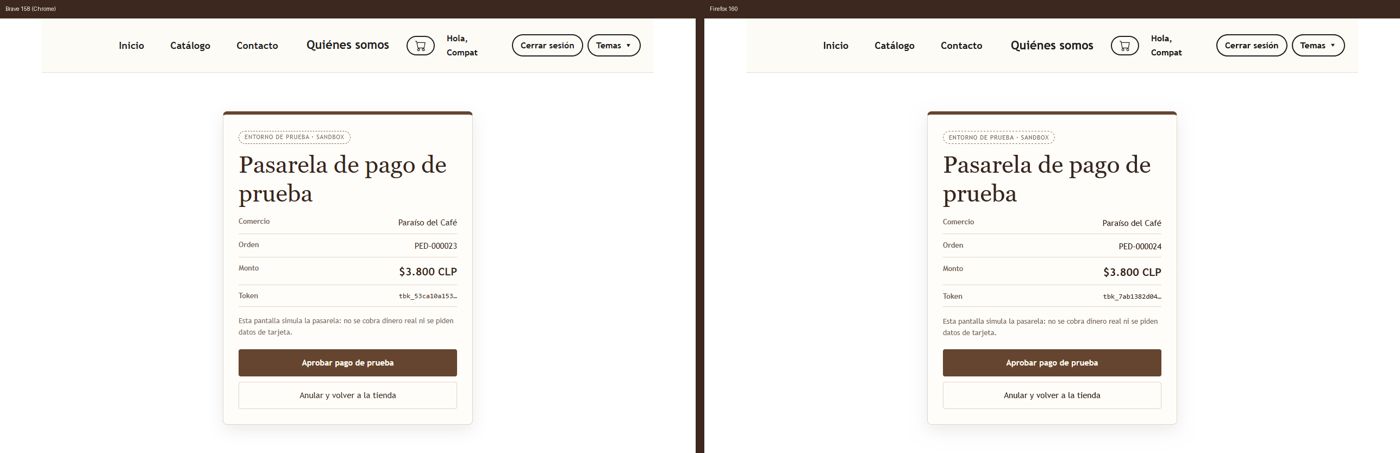 Brave 158 (Chrome)
Inicio Catálogo Contacto Quiénes somos Hola, Compat Cerrar sesión Temas ▼
ENTORNO DE PRUEBA · SANDBOX
Pasarela de pago de
prueba
Comercio Paraíso del Café
Orden PED-000023
Monto $3.800 CLP
Token tbk_53ca10a153…
Esta pantalla simula la pasarela: no se cobra dinero real ni se piden
datos de tarjeta.
Aprobar pago de prueba
Anular y volver a la tienda
Firefox 160
Inicio Catálogo Contacto Quiénes somos Hola, Compat Cerrar sesión Temas ▼
ENTORNO DE PRUEBA · SANDBOX
Pasarela de pago de
prueba
Comercio Paraíso del Café
Orden PED-000024
Monto $3.800 CLP
Token tbk_7ab1382d04…
Esta pantalla simula la pasarela: no se cobra dinero real ni se piden
datos de tarjeta.
Aprobar pago de prueba
Anular y volver a la tienda